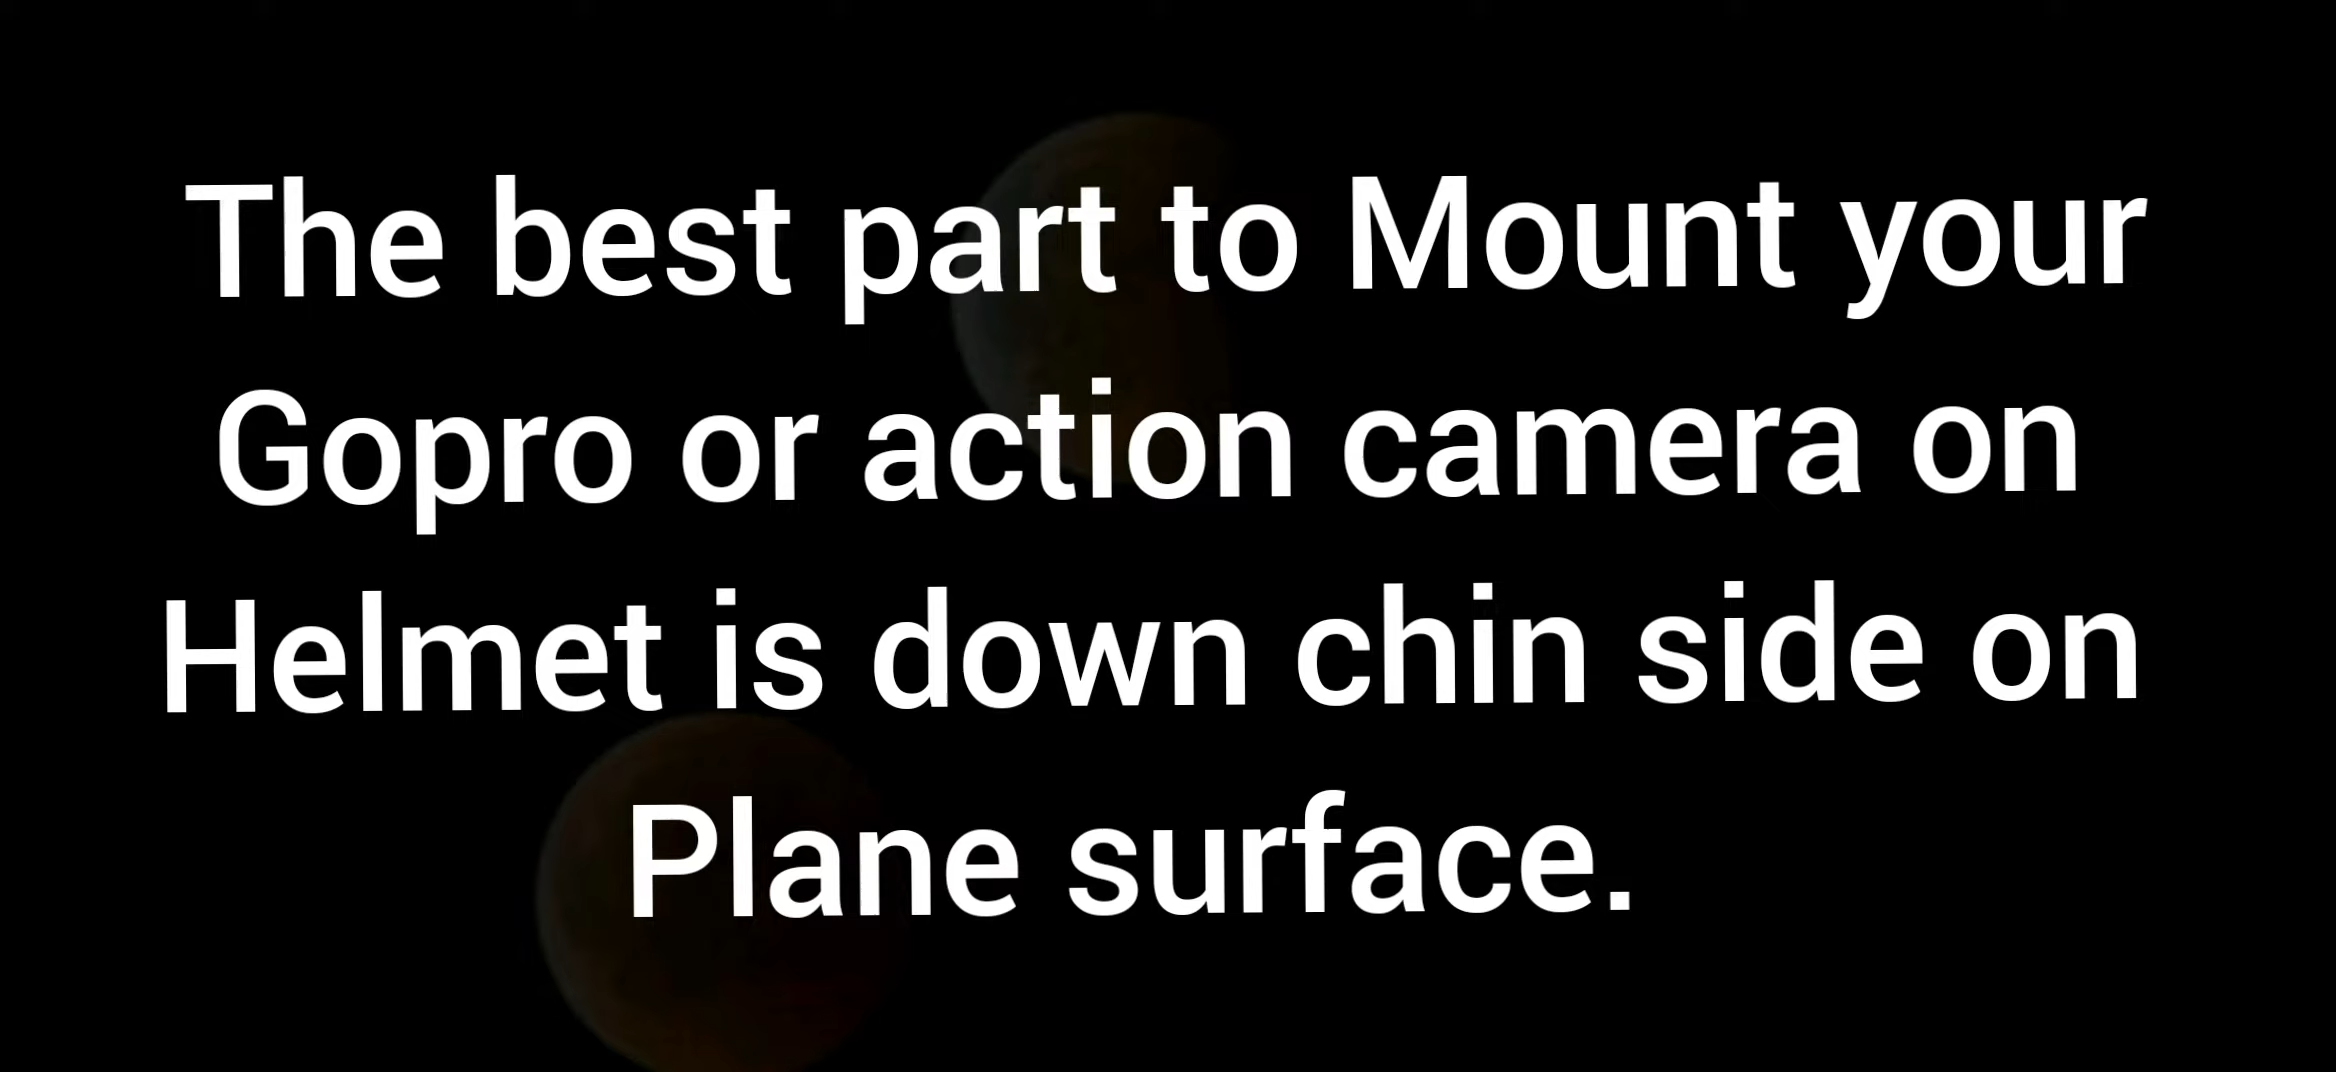 The best part to Mount your
Gopro or action camera on
Helmet is down chin side on
Plane surface.